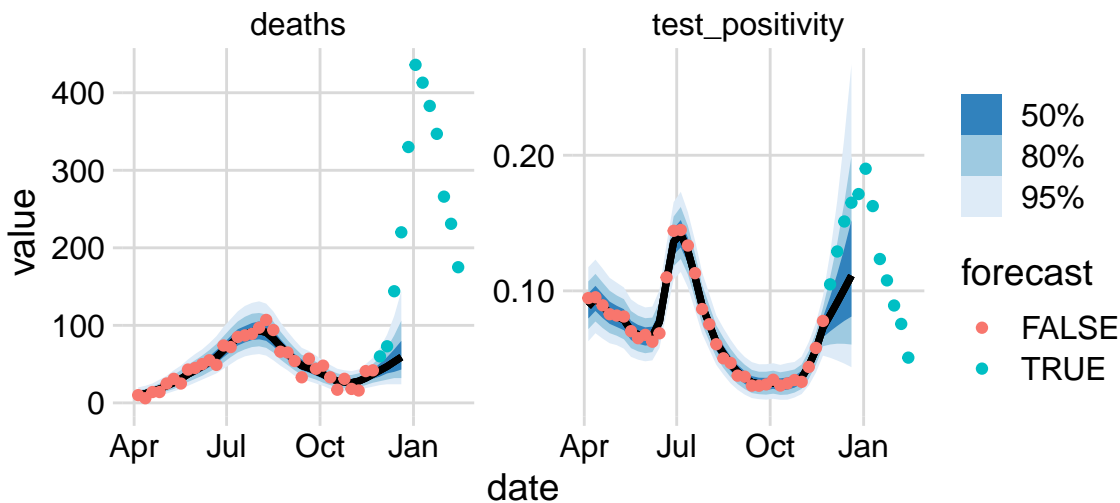 deaths
test_positivity
400
300
200
100
0
0.20
0.10
value
Apr
Jul
Oct
Jan
Apr
Jul
Oct
Jan
date
50%
80%
95%
forecast
FALSE
TRUE